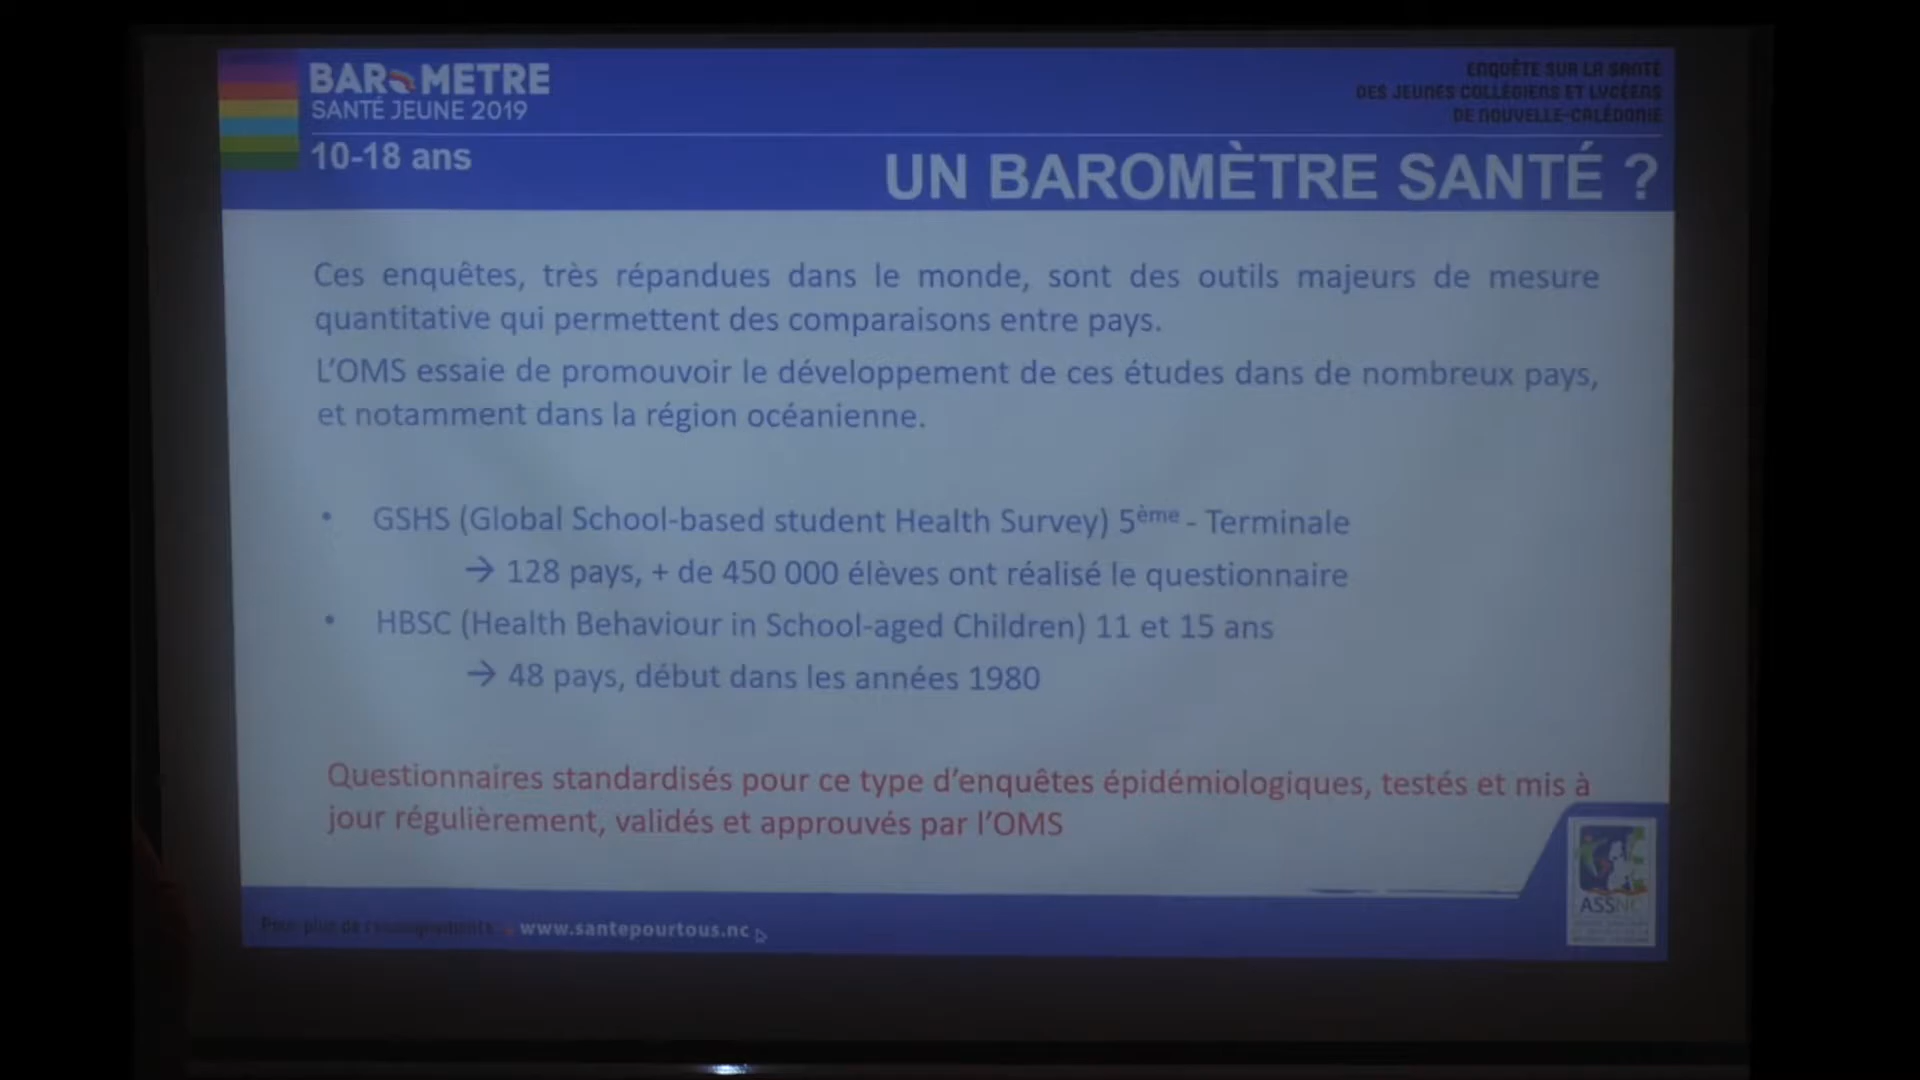 BAROMETRE
SANTÉ JEUNE 2019
10-18 ans
ENQUÊTE SUR LA SANTÉ
DES JEUNES COLLÉGIENS ET LYCÉENS
DE NOUVELLE-CALÉDONIE
UN BAROMÈTRE SANTÉ ?
Ces enquêtes, très répandues dans le monde, sont des outils majeurs de mesure
quantitative qui permettent des comparaisons entre pays.
L'OMS essaie de promouvoir le développement de ces études dans de nombreux pays,
et notamment dans la région océanienne.
• GSHS (Global School-based student Health Survey) 5ème - Terminale
→ 128 pays, + de 450 000 élèves ont réalisé le questionnaire
• HBSC (Health Behaviour in School-aged Children) 11 et 15 ans
→ 48 pays, début dans les années 1980
Questionnaires standardisés pour ce type d'enquêtes épidémiologiques, testés et mis à
jour régulièrement, validés et approuvés par l'OMS
Pour plus de renseignements www.santepourtous.nc
ASSNC